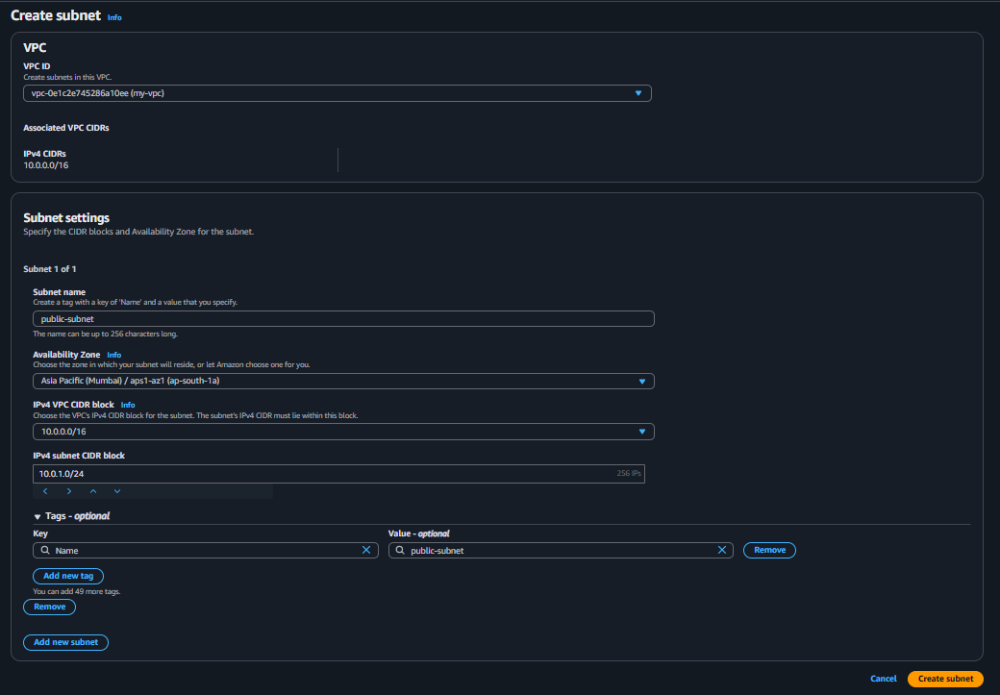 Create subnet Info
VPC
VPC ID
Create subnets in this VPC.
vpc-0e1c2e745286a10ee (my-vpc)
Associated VPC CIDRs
IPv4 CIDRs
10.0.0.0/16
Subnet settings
Specify the CIDR blocks and Availability Zone for the subnet.
Subnet 1 of 1
Subnet name
Create a tag with a key of 'Name' and a value that you specify.
public-subnet
The name can be up to 256 characters long.
Availability Zone Info
Choose the zone in which your subnet will reside, or let Amazon choose one for you.
Asia Pacific (Mumbai) / aps1-az1 (ap-south-1a)
IPv4 VPC CIDR block Info
Choose the VPC's IPv4 CIDR block for the subnet. The subnet's IPv4 CIDR must lie within this block.
10.0.0.0/16
IPv4 subnet CIDR block
10.0.1.0/24 256 IPs
Tags - optional
Key Value - optional
Name public-subnet Remove
Add new tag
You can add 49 more tags.
Remove
Add new subnet
Cancel Create subnet